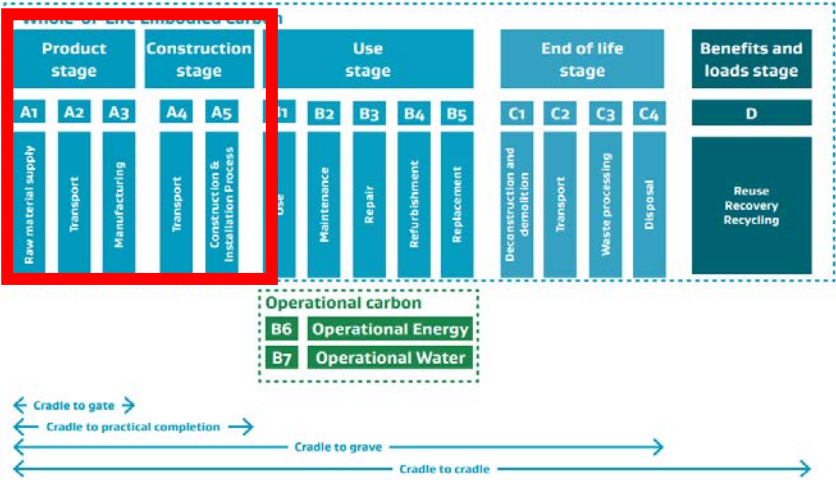 Whole-of-Life Embodied Carbon
Product
stage
Construction
stage
Use
stage
End of life
stage
Benefits and
loads stage
A1 A2 A3 A4 A5 B1 B2 B3 B4 B5 C1 C2 C3 C4 D
Raw material supply
Transport
Manufacturing
Transport
Construction &
Installation Process
Use
Maintenance
Repair
Refurbishment
Replacement
Deconstruction and
demolition
Transport
Waste processing
Disposal
Reuse
Recovery
Recycling
Operational carbon
B6 Operational Energy
B7 Operational Water
Cradle to gate
Cradle to practical completion
Cradle to grave
Cradle to cradle